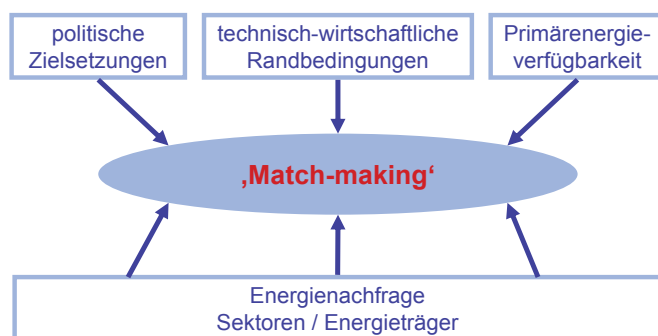 politische
Zielsetzungen
technisch-wirtschaftliche
Randbedingungen
Primärenergie-
verfügbarkeit
‚Match-making‘
Energienachfrage
Sektoren / Energieträger